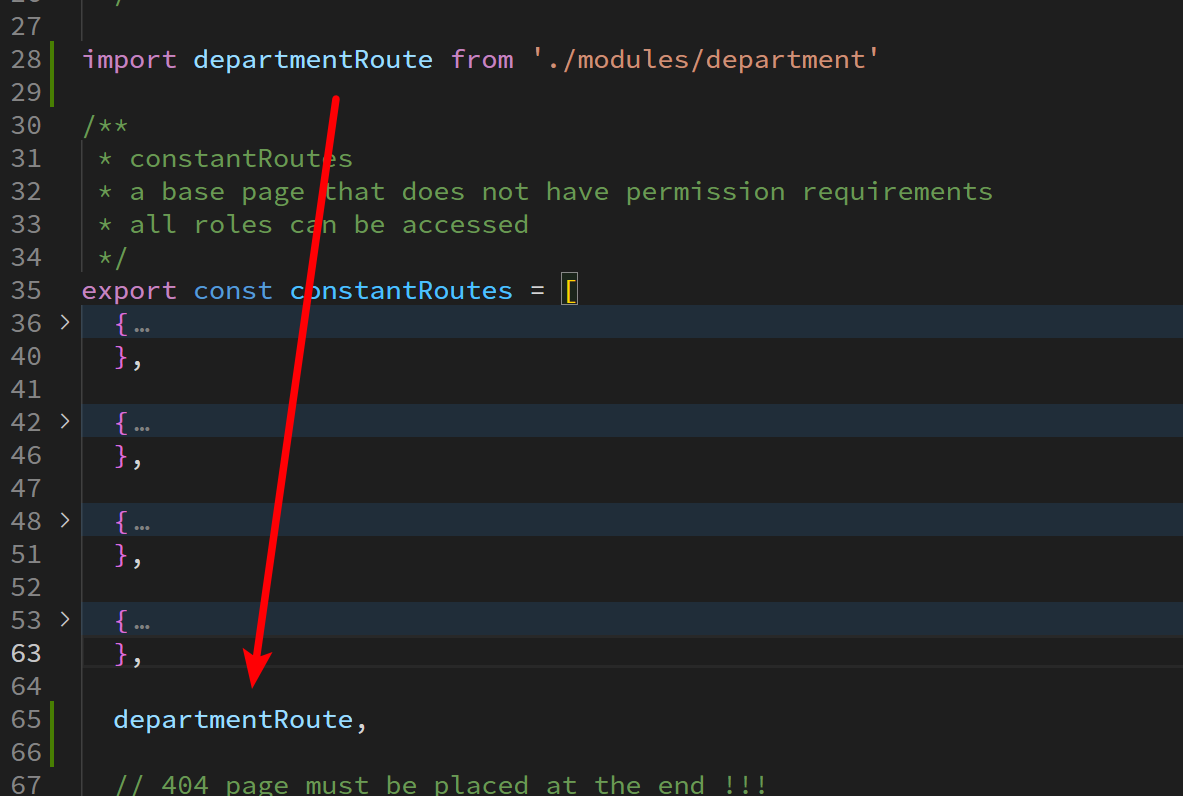 27
28 import departmentRoute from './modules/department'
29
30 /**
31 * constantRoutes
32 * a base page that does not have permission requirements
33 * all roles can be accessed
34 */
35 export const constantRoutes = [
36 > { …
40 },
41
42 > { …
46 },
47
48 > { …
51 },
52
53 > { …
63 },
64
65 departmentRoute,
66
67 // 404 page must be placed at the end !!!